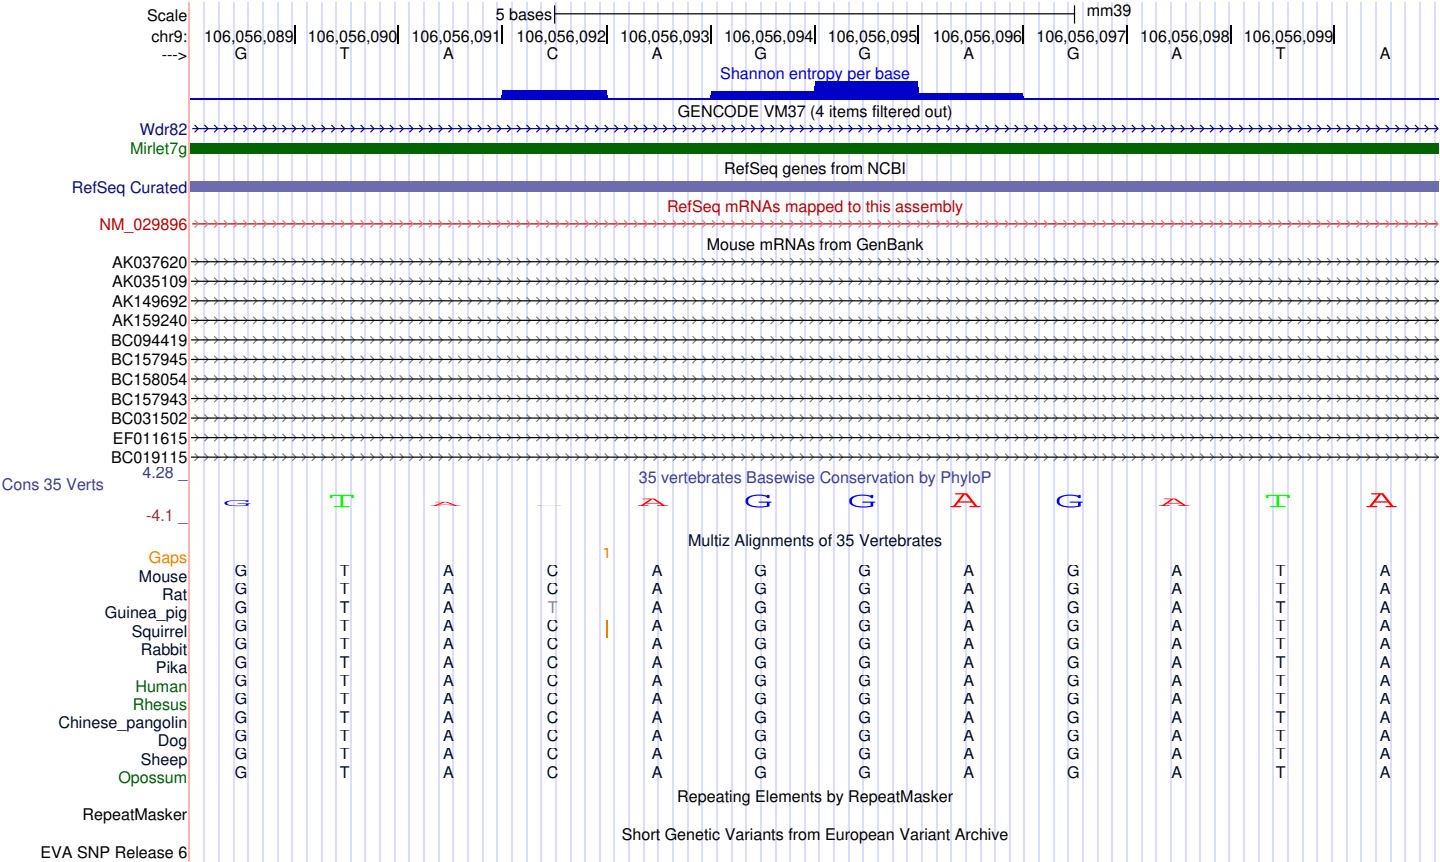 Scale 5 bases mm39
chr9: 106,056,089 106,056,090 106,056,091 106,056,092 106,056,093 106,056,094 106,056,095 106,056,096 106,056,097 106,056,098 106,056,099
---> G T A C A G G A G A T A
Shannon entropy per base
GENCODE VM37 (4 items filtered out)
Wdr82
Mirlet7g
RefSeq genes from NCBI
RefSeq Curated
RefSeq mRNAs mapped to this assembly
NM_029896
Mouse mRNAs from GenBank
AK037620
AK035109
AK149692
AK159240
BC094419
BC157945
BC158054
BC157943
BC031502
EF011615
BC019115
4.28 _
35 vertebrates Basewise Conservation by PhyloP
Cons 35 Verts
G T A A G G A G A T A
-4.1 _
Multiz Alignments of 35 Vertebrates
Gaps 1
Mouse G T A C A G G A G A T A
Rat G T A C A G G A G A T A
Guinea_pig G T A T A G G A G A T A
Squirrel G T A C A G G A G A T A
Rabbit G T A C A G G A G A T A
Pika G T A C A G G A G A T A
Human G T A C A G G A G A T A
Rhesus G T A C A G G A G A T A
Chinese_pangolin G T A C A G G A G A T A
Dog G T A C A G G A G A T A
Sheep G T A C A G G A G A T A
Opossum G T A C A G G A G A T A
Repeating Elements by RepeatMasker
RepeatMasker
Short Genetic Variants from European Variant Archive
EVA SNP Release 6